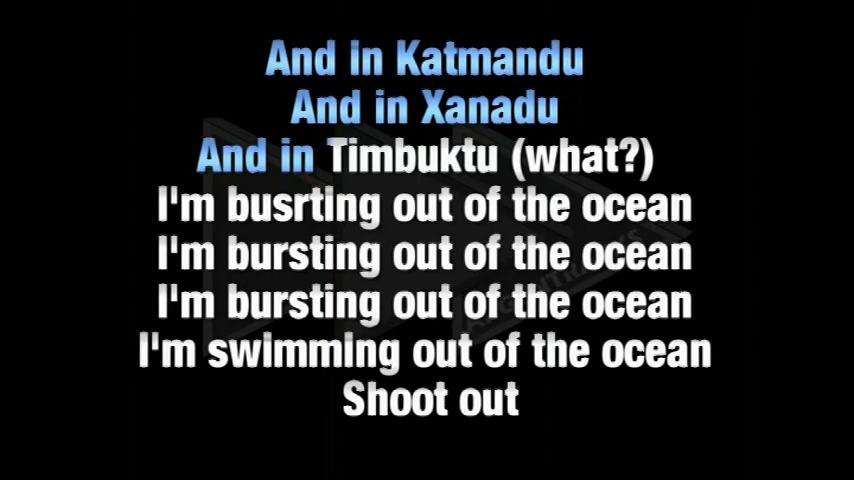 And in Katmandu
And in Xanadu
And in Timbuktu (what?)
I'm busrting out of the ocean
I'm bursting out of the ocean
I'm bursting out of the ocean
I'm swimming out of the ocean
Shoot out